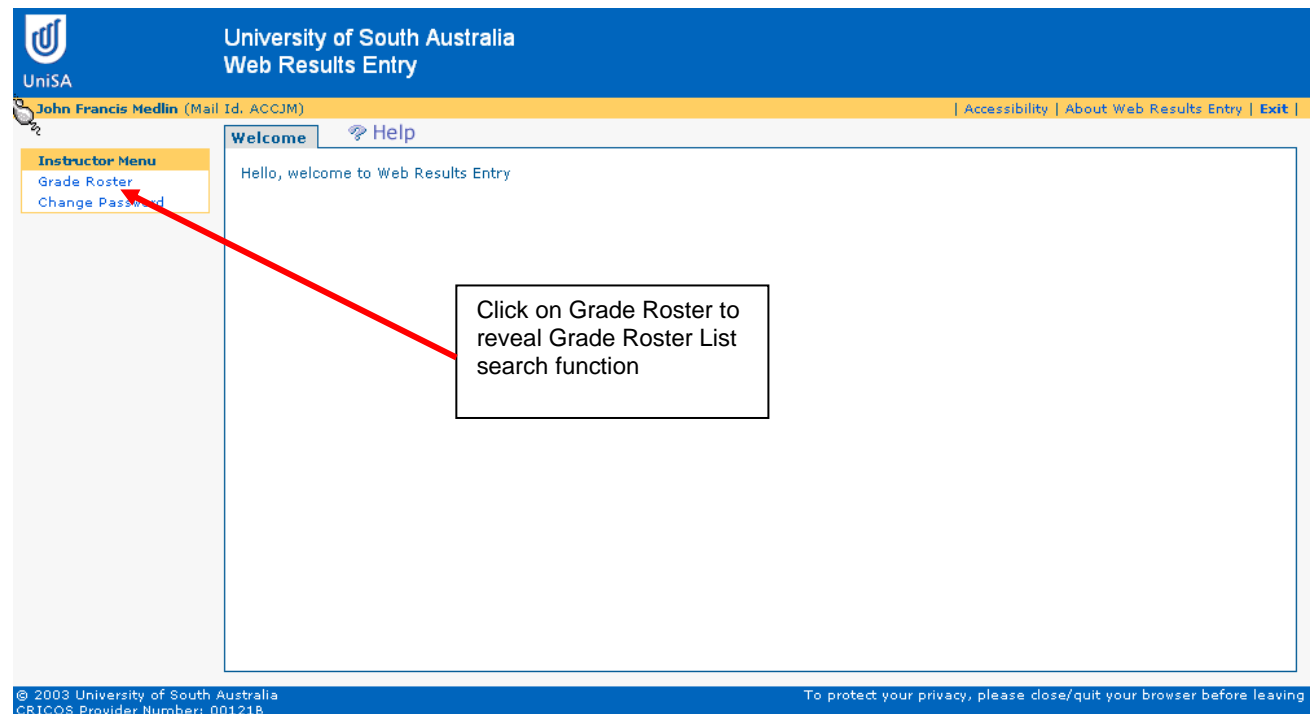 University of South Australia
Web Results Entry
UniSA
John Francis Medlin (Mail Id. ACCJM)
| Accessibility | About Web Results Entry | Exit |
Welcome
Help
Instructor Menu
Grade Roster
Change Password
Hello, welcome to Web Results Entry
Click on Grade Roster to
reveal Grade Roster List
search function
© 2003 University of South Australia
To protect your privacy, please close/quit your browser before leaving
CRICOS Provider Number: 00121B